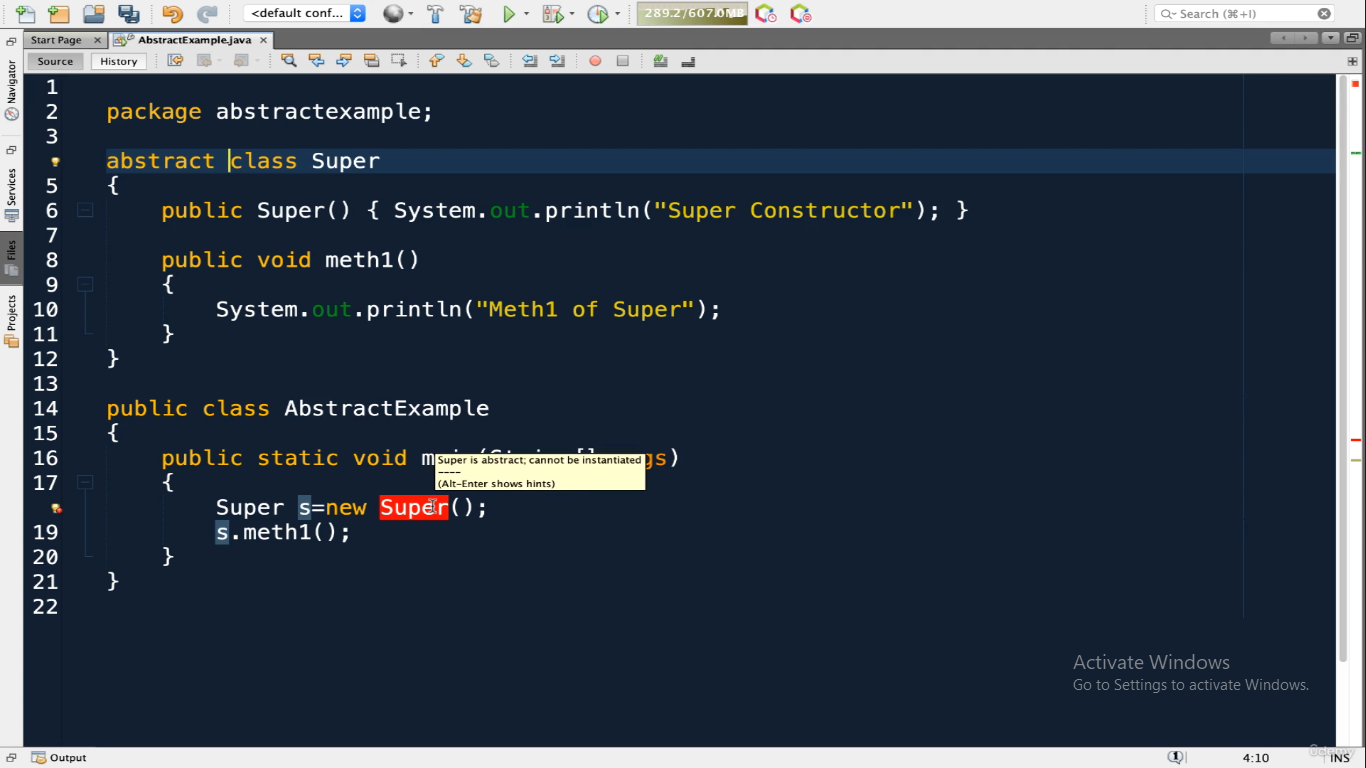 <default conf...
289.2/607.0MB
Search (⌘+I)
Start Page
AbstractExample.java
Source
History
Navigator
Services
Files
Projects
1
2 package abstractexample;
3
abstract class Super
5 {
6 public Super() { System.out.println("Super Constructor"); }
7
8 public void meth1()
9 {
10 System.out.println("Meth1 of Super");
11 }
12 }
13
14 public class AbstractExample
15 {
16 public static void m gs)
Super is abstract; cannot be instantiated
----
(Alt-Enter shows hints)
17 {
Super s=new Super();
19 s.meth1();
20 }
21 }
22
Activate Windows
Go to Settings to activate Windows.
Output
1
4:10
INS